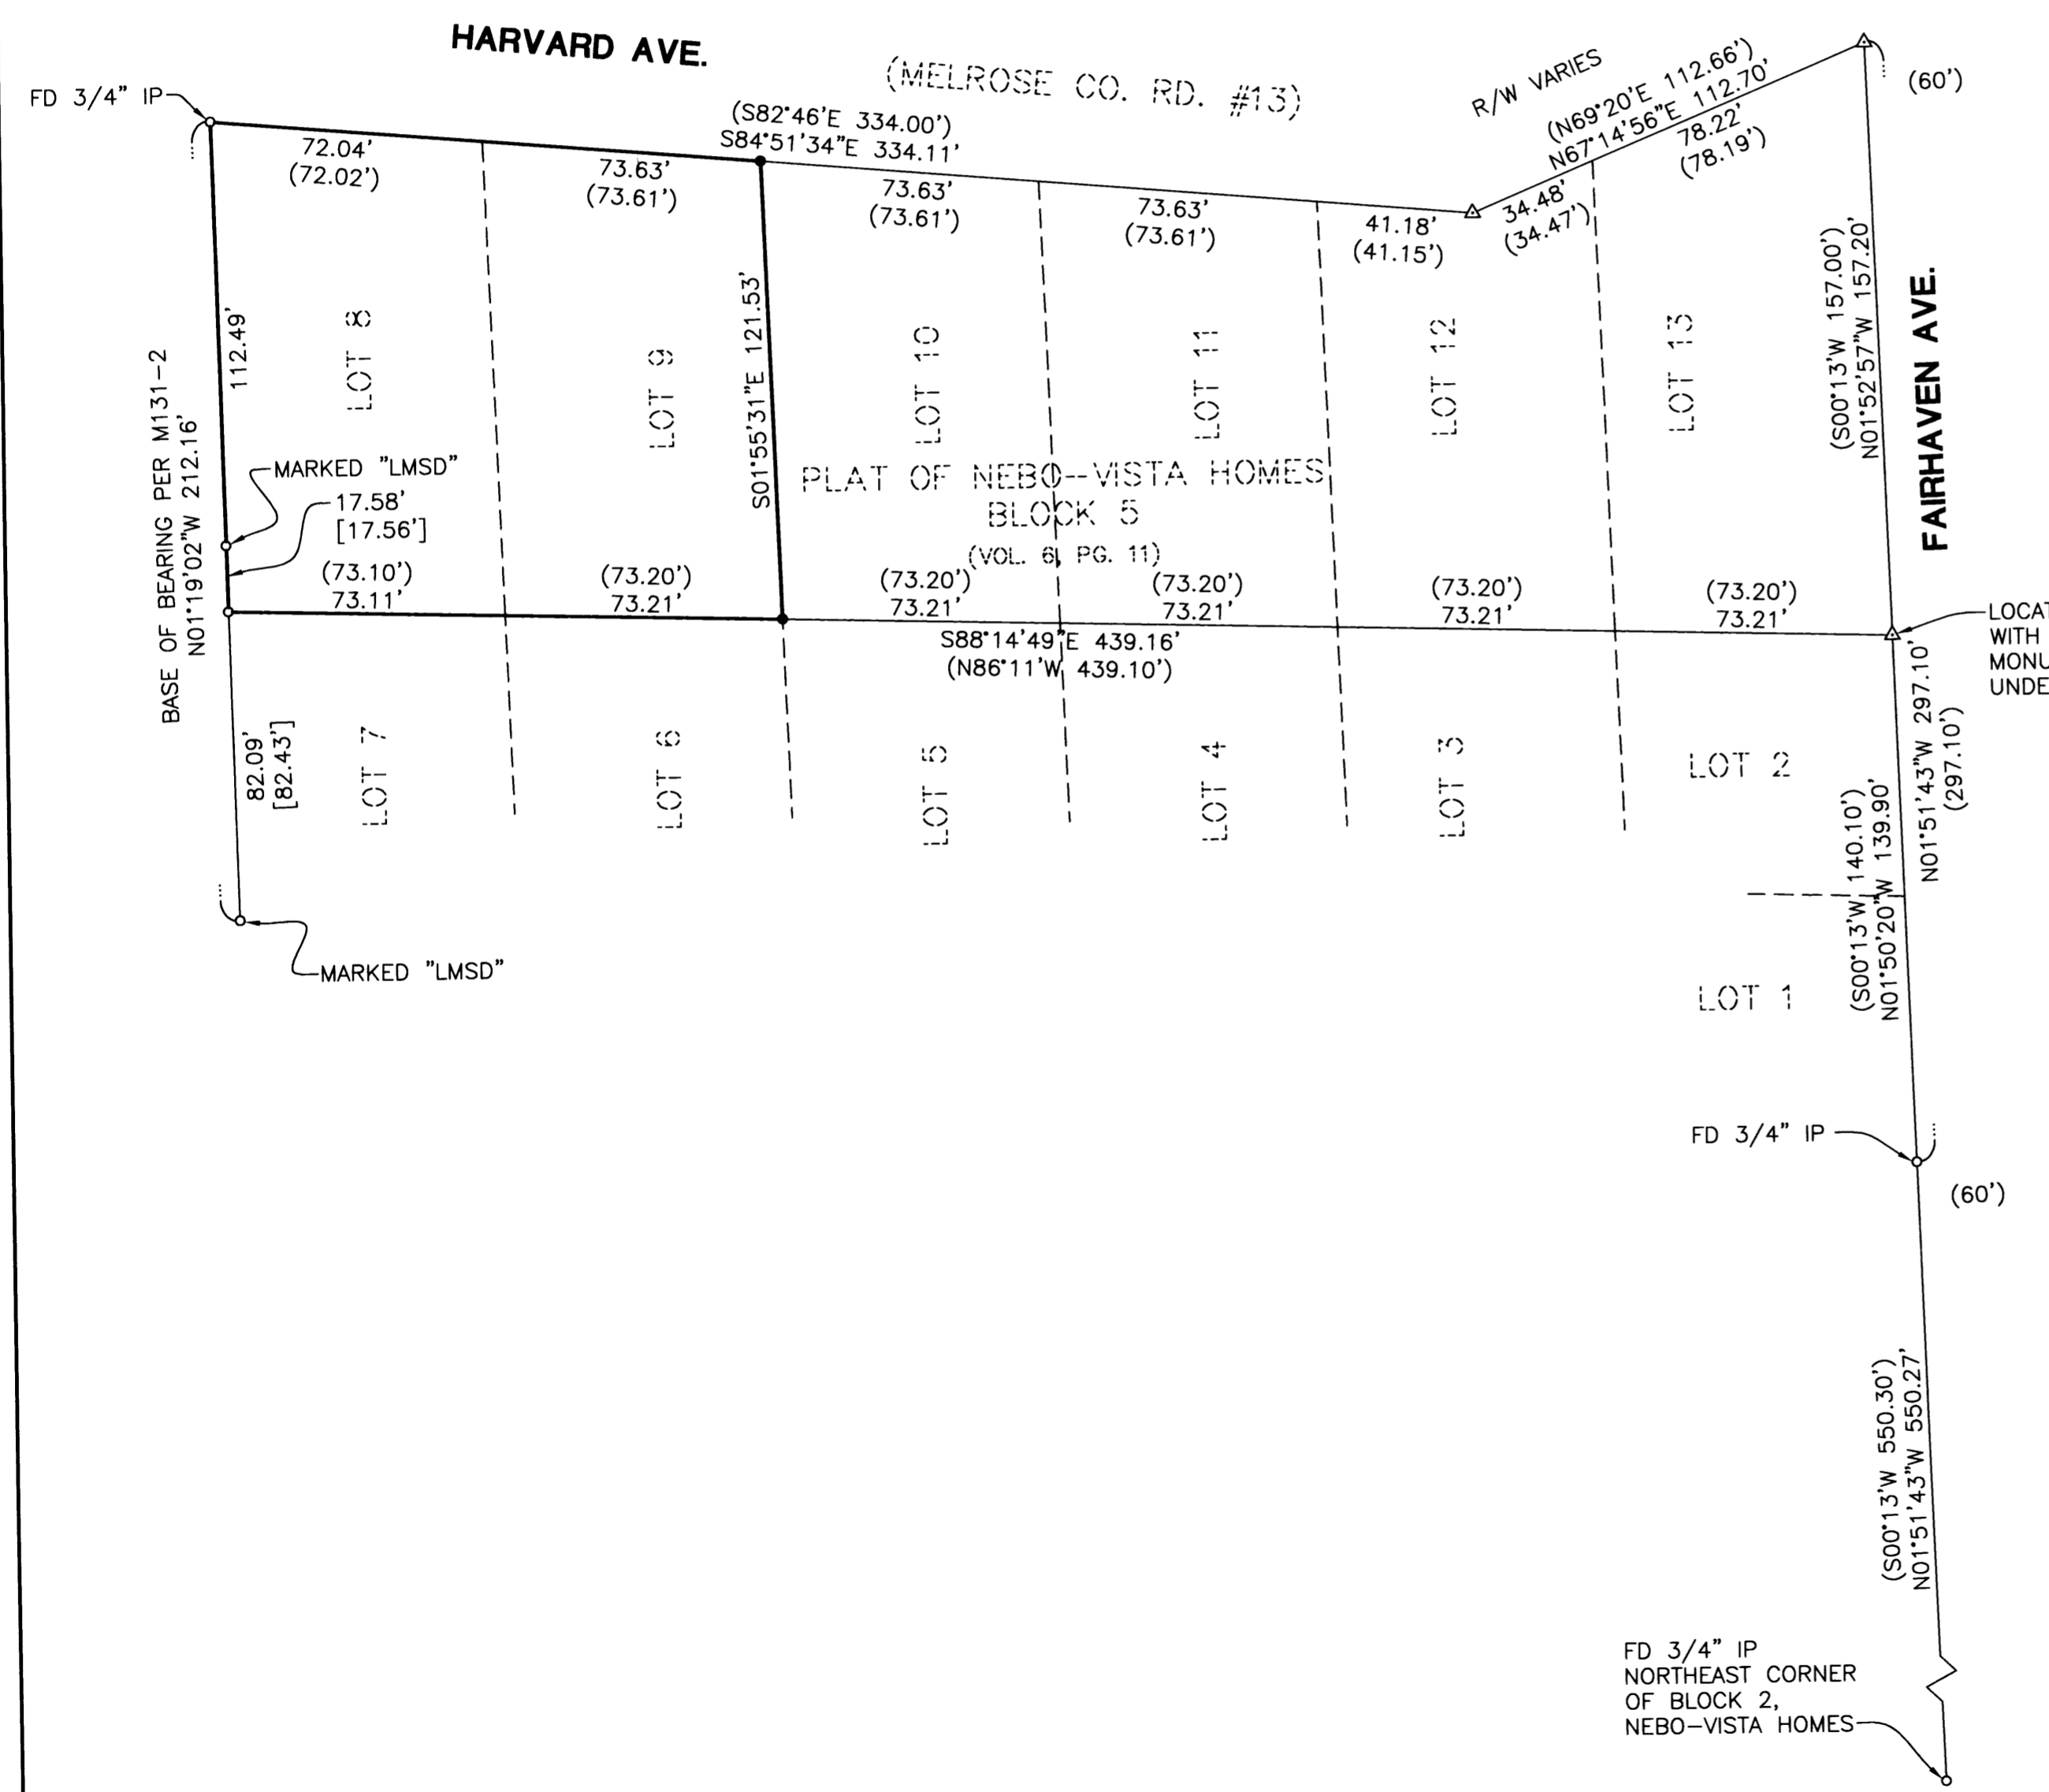 HARVARD AVE.
(MELROSE CO. RD. #13)
R/W VARIES
(N69°20'E 112.66')
N67°14'56"E 112.70'
78.22'
(78.19')
(60')
FD 3/4" IP
(S82°46'E 334.00')
S84°51'34"E 334.11'
72.04'
(72.02')
73.63'
(73.61')
73.63'
(73.61')
73.63'
(73.61')
41.18'
(41.15')
34.48'
(34.47')
112.49'
LOT 8
LOT 9
S01°55'31"E 121.53'
LOT 10
LOT 11
LOT 12
LOT 13
(S00°13'W 157.00')
N01°52'57"W 157.20'
FAIRHAVEN AVE.
BASE OF BEARING PER M131-2
N01°19'02"W 212.16'
MARKED "LMSD"
17.58'
[17.56']
PLAT OF NEBO-VISTA HOMES
BLOCK 5
(VOL. 6, PG. 11)
(73.10')
73.11'
(73.20')
73.21'
(73.20')
73.21'
(73.20')
73.21'
(73.20')
73.21'
(73.20')
73.21'
S88°14'49"E 439.16'
(N86°11'W 439.10')
LOCAT
WITH
MONU
UNDE
82.09'
[82.43']
LOT 7
LOT 6
LOT 5
LOT 4
LOT 3
LOT 2
N01°51'43"W 297.10'
(297.10')
(S00°13'W 140.10')
N01°50'20"W 139.90'
MARKED "LMSD"
LOT 1
FD 3/4" IP
(60')
(S00°13'W 550.30')
N01°51'43"W 550.27'
FD 3/4" IP
NORTHEAST CORNER
OF BLOCK 2,
NEBO-VISTA HOMES